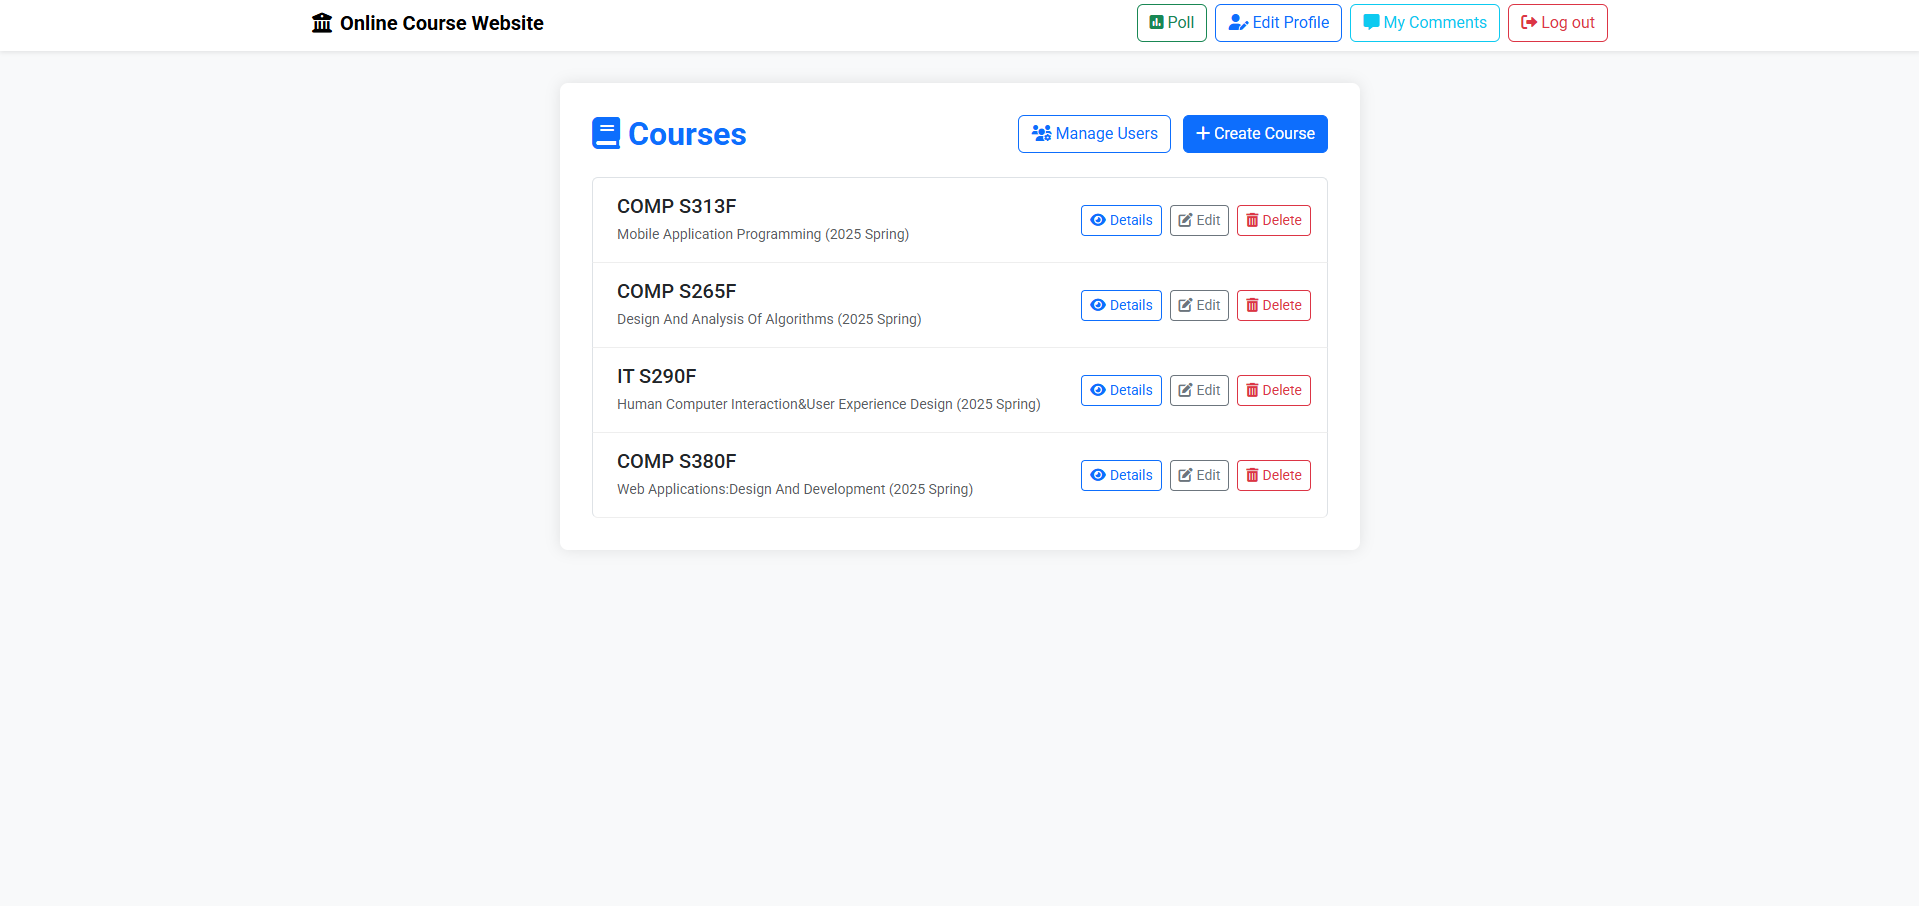 Online Course Website
Poll
Edit Profile
My Comments
Log out
Courses
Manage Users
Create Course
COMP S313F
Mobile Application Programming (2025 Spring)
Details
Edit
Delete
COMP S265F
Design And Analysis Of Algorithms (2025 Spring)
Details
Edit
Delete
IT S290F
Human Computer Interaction&User Experience Design (2025 Spring)
Details
Edit
Delete
COMP S380F
Web Applications:Design And Development (2025 Spring)
Details
Edit
Delete